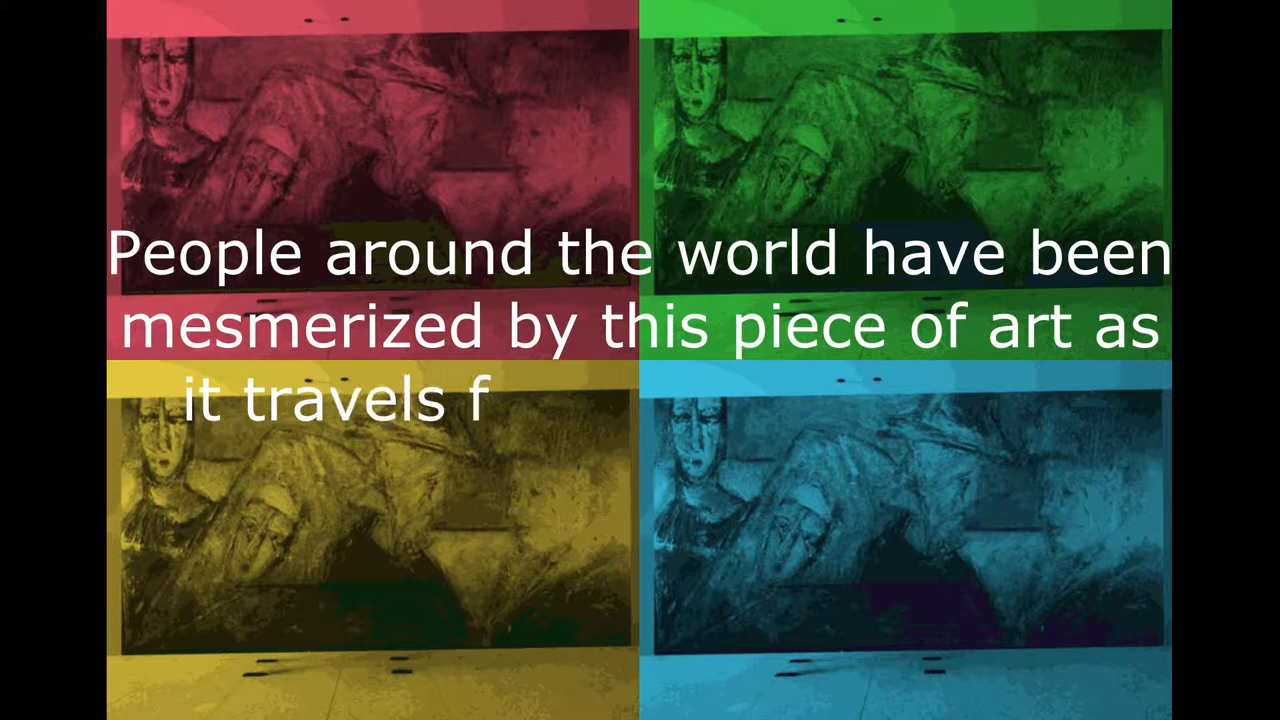 People around the world have been
mesmerized by this piece of art as
it travels f